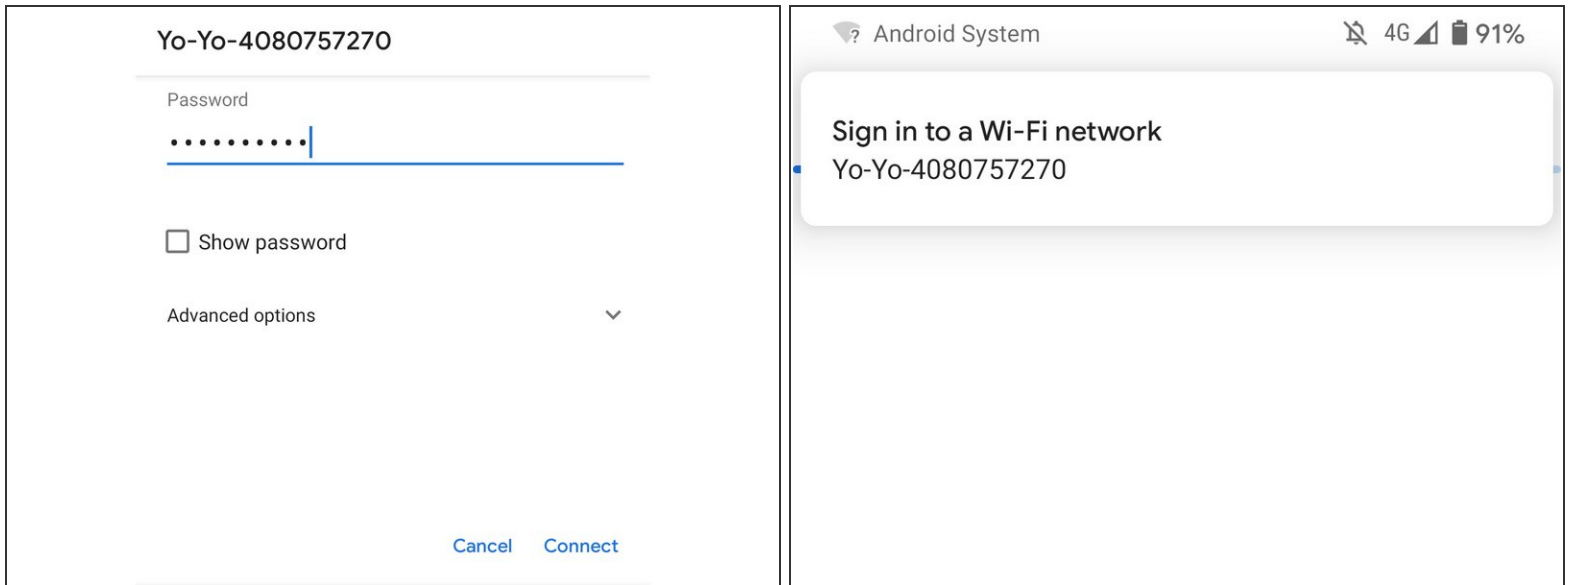 Yo-Yo-4080757270
Password
••••••••••
Show password
Advanced options
Cancel Connect
? Android System 4G 91%
Sign in to a Wi-Fi network
Yo-Yo-4080757270